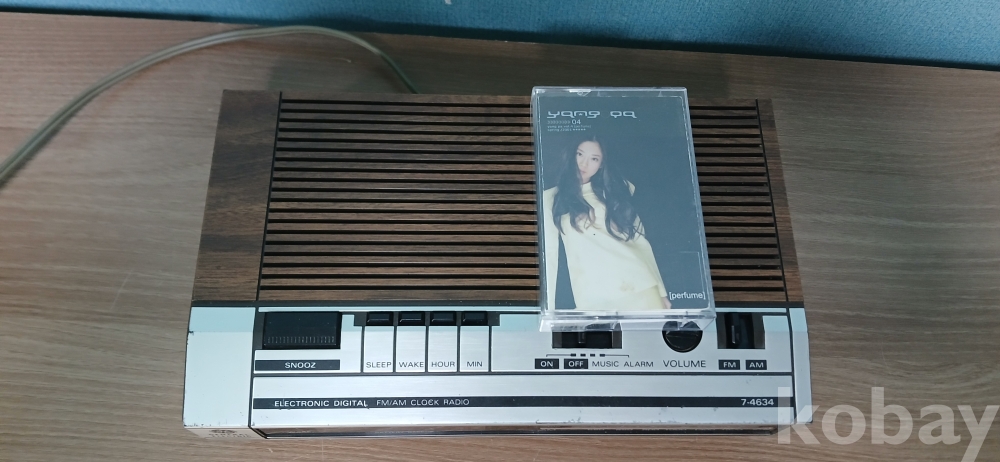 yang pa
04
[perfume]
SNOOZ
SLEEP WAKE HOUR MIN
ON OFF MUSIC ALARM VOLUME FM AM
ELECTRONIC DIGITAL FM/AM CLOCK RADIO 7-4634
kobay